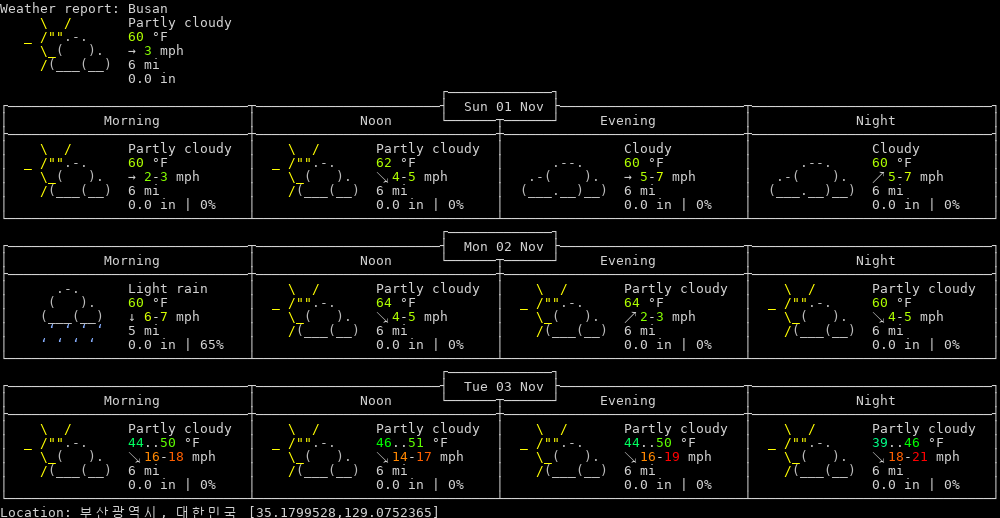 Weather report: Busan
Partly cloudy
60 °F
→ 3 mph
6 mi
0.0 in
Sun 01 Nov
Morning Noon Evening Night
Partly cloudy Partly cloudy Cloudy Cloudy
60 °F 62 °F 60 °F 60 °F
→ 2-3 mph ↘ 4-5 mph → 5-7 mph ↗ 5-7 mph
6 mi 6 mi 6 mi 6 mi
0.0 in | 0% 0.0 in | 0% 0.0 in | 0% 0.0 in | 0%
Mon 02 Nov
Morning Noon Evening Night
Light rain Partly cloudy Partly cloudy Partly cloudy
60 °F 64 °F 64 °F 60 °F
↓ 6-7 mph ↘ 4-5 mph ↗ 2-3 mph ↘ 4-5 mph
5 mi 6 mi 6 mi 6 mi
0.0 in | 65% 0.0 in | 0% 0.0 in | 0% 0.0 in | 0%
Tue 03 Nov
Morning Noon Evening Night
Partly cloudy Partly cloudy Partly cloudy Partly cloudy
44..50 °F 46..51 °F 44..50 °F 39..46 °F
↘ 16-18 mph ↘ 14-17 mph ↘ 16-19 mph ↘ 18-21 mph
6 mi 6 mi 6 mi 6 mi
0.0 in | 0% 0.0 in | 0% 0.0 in | 0% 0.0 in | 0%
Location: 부산광역시, 대한민국 [35.1799528,129.0752365]